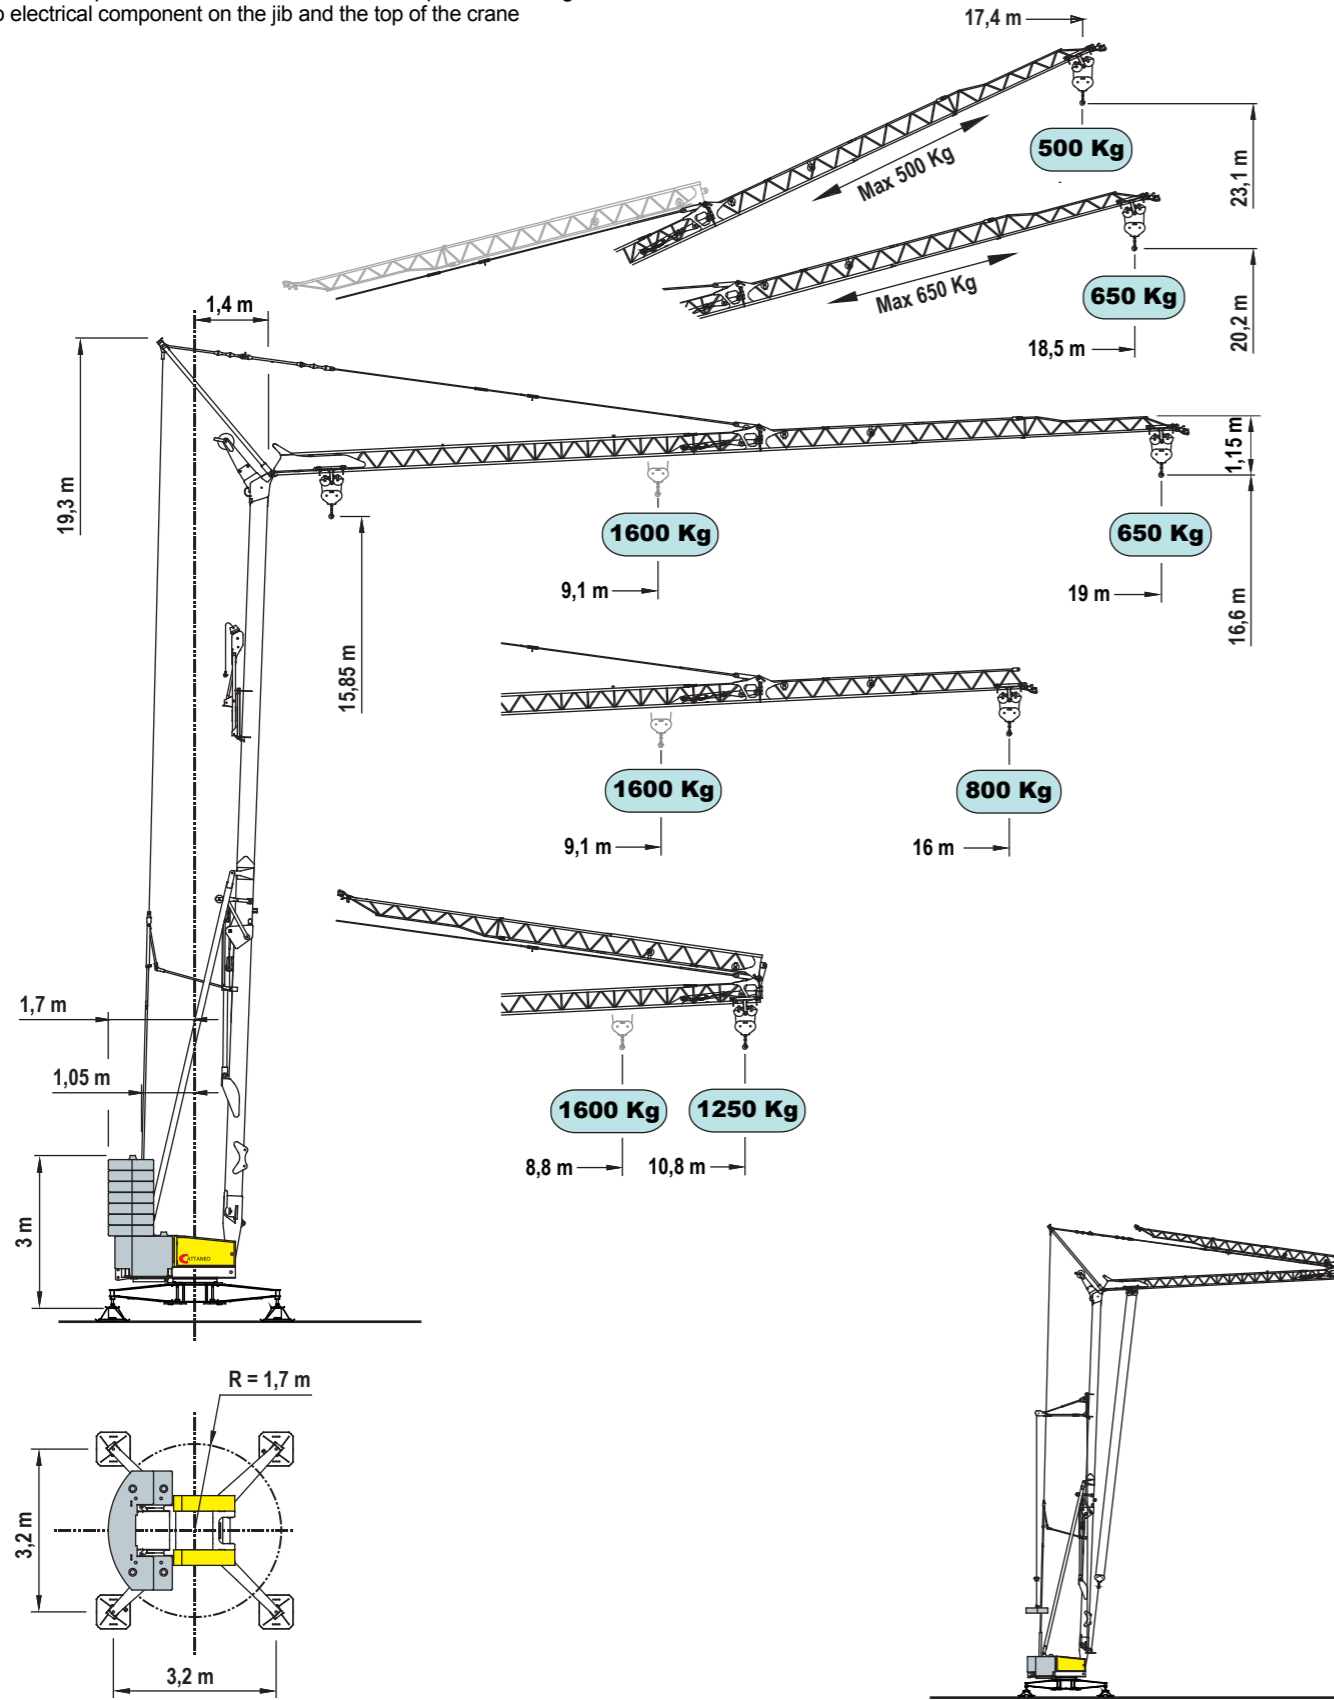 electrical component on the jib and the top of the crane
17,4 m
500 Kg
Max 500 Kg
23,1 m
650 Kg
Max 650 Kg
18,5 m
20,2 m
1,4 m
19,3 m
1,15 m
1600 Kg
650 Kg
9,1 m
19 m
16,6 m
15,85 m
1600 Kg
800 Kg
9,1 m
16 m
1,7 m
1,05 m
1600 Kg
1250 Kg
8,8 m
10,8 m
3 m
CATTANEO
R = 1,7 m
3,2 m
3,2 m